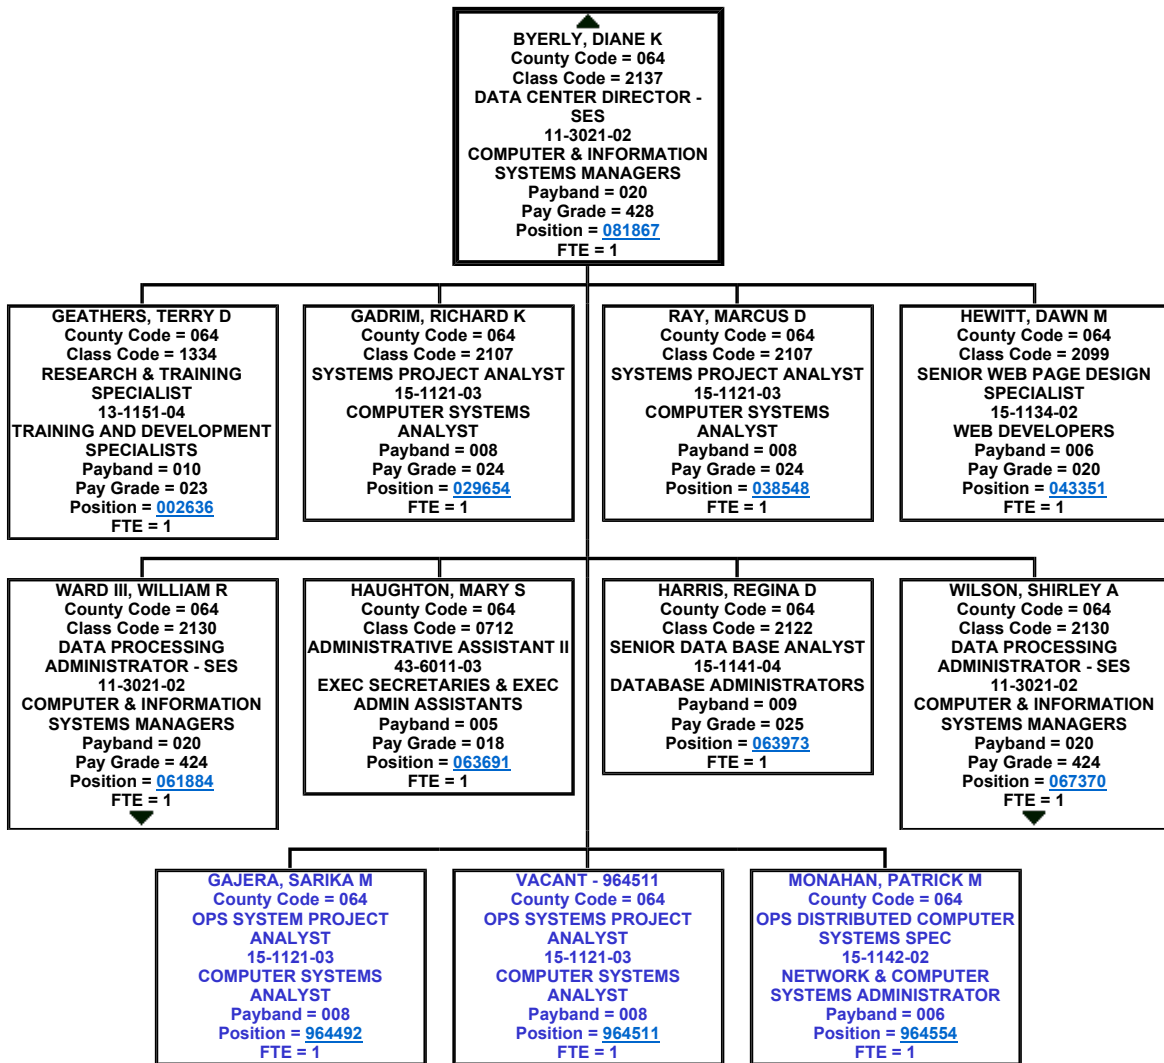 BYERLY, DIANE K
County Code = 064
Class Code = 2137
DATA CENTER DIRECTOR -
SES
11-3021-02
COMPUTER & INFORMATION
SYSTEMS MANAGERS
Payband = 020
Pay Grade = 428
Position = 081867
FTE = 1
GEATHERS, TERRY D
County Code = 064
Class Code = 1334
RESEARCH & TRAINING
SPECIALIST
13-1151-04
TRAINING AND DEVELOPMENT
SPECIALISTS
Payband = 010
Pay Grade = 023
Position = 002636
FTE = 1
GADRIM, RICHARD K
County Code = 064
Class Code = 2107
SYSTEMS PROJECT ANALYST
15-1121-03
COMPUTER SYSTEMS
ANALYST
Payband = 008
Pay Grade = 024
Position = 029654
FTE = 1
RAY, MARCUS D
County Code = 064
Class Code = 2107
SYSTEMS PROJECT ANALYST
15-1121-03
COMPUTER SYSTEMS
ANALYST
Payband = 008
Pay Grade = 024
Position = 038548
FTE = 1
HEWITT, DAWN M
County Code = 064
Class Code = 2099
SENIOR WEB PAGE DESIGN
SPECIALIST
15-1134-02
WEB DEVELOPERS
Payband = 006
Pay Grade = 020
Position = 043351
FTE = 1
WARD III, WILLIAM R
County Code = 064
Class Code = 2130
DATA PROCESSING
ADMINISTRATOR - SES
11-3021-02
COMPUTER & INFORMATION
SYSTEMS MANAGERS
Payband = 020
Pay Grade = 424
Position = 061884
FTE = 1
HAUGHTON, MARY S
County Code = 064
Class Code = 0712
ADMINISTRATIVE ASSISTANT II
43-6011-03
EXEC SECRETARIES & EXEC
ADMIN ASSISTANTS
Payband = 005
Pay Grade = 018
Position = 063691
FTE = 1
HARRIS, REGINA D
County Code = 064
Class Code = 2122
SENIOR DATA BASE ANALYST
15-1141-04
DATABASE ADMINISTRATORS
Payband = 009
Pay Grade = 025
Position = 063973
FTE = 1
WILSON, SHIRLEY A
County Code = 064
Class Code = 2130
DATA PROCESSING
ADMINISTRATOR - SES
11-3021-02
COMPUTER & INFORMATION
SYSTEMS MANAGERS
Payband = 020
Pay Grade = 424
Position = 067370
FTE = 1
GAJERA, SARIKA M
County Code = 064
OPS SYSTEM PROJECT
ANALYST
15-1121-03
COMPUTER SYSTEMS
ANALYST
Payband = 008
Position = 964492
FTE = 1
VACANT - 964511
County Code = 064
OPS SYSTEMS PROJECT
ANALYST
15-1121-03
COMPUTER SYSTEMS
ANALYST
Payband = 008
Position = 964511
FTE = 1
MONAHAN, PATRICK M
County Code = 064
OPS DISTRIBUTED COMPUTER
SYSTEMS SPEC
15-1142-02
NETWORK & COMPUTER
SYSTEMS ADMINISTRATOR
Payband = 006
Position = 964554
FTE = 1